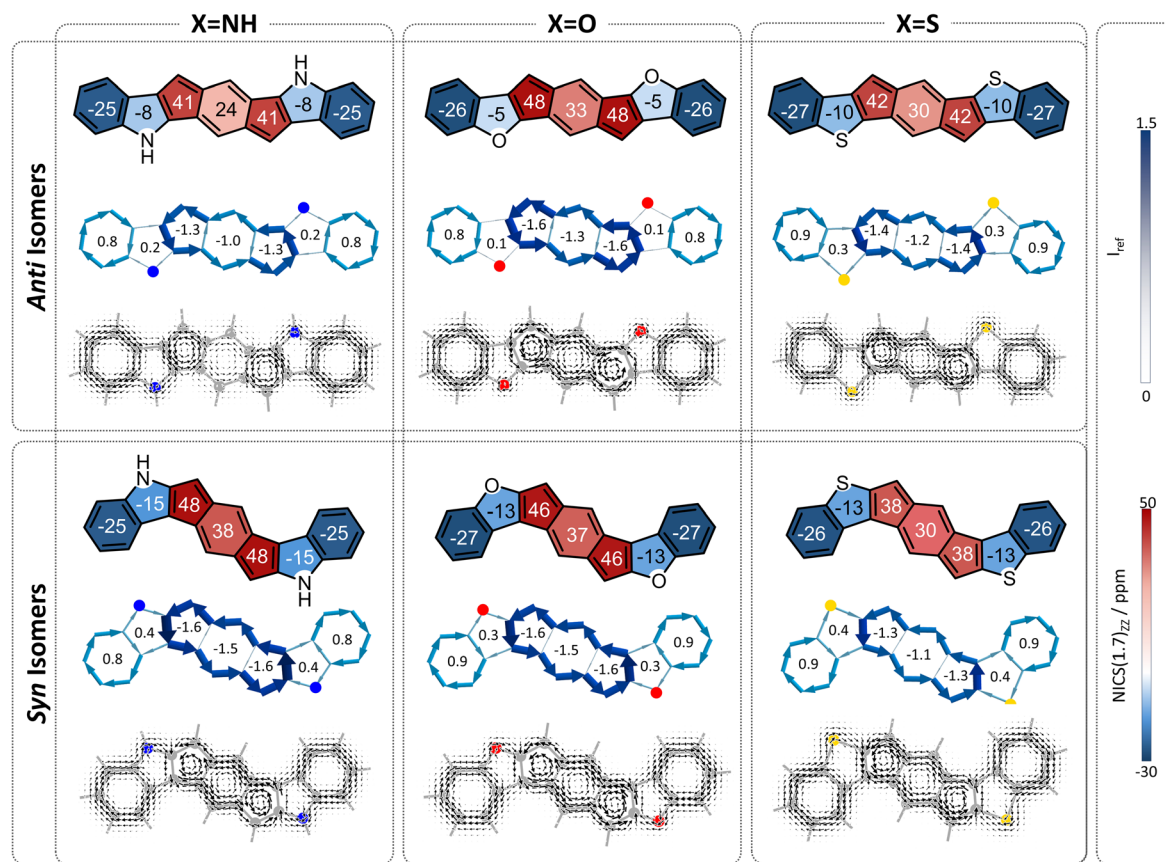 X=NH X=O X=S
Anti Isomers
H O S
N
-25 -8 41 24 41 -8 -25
N
H
-26 -5 48 33 48 -5 -26
O
-27 -10 42 30 42 -10 -27
S
0.8 0.2 -1.3 -1.0 -1.3 0.2 0.8
0.8 0.1 -1.6 -1.3 -1.6 0.1 0.8
0.9 0.3 -1.4 -1.2 -1.4 0.3 0.9
Syn Isomers
H
N
-25 -15 48 38 48 -15 -25
N
H
O
-27 -13 46 37 46 -13 -27
O
S
-26 -13 38 30 38 -13 -26
S
0.8 0.4 -1.6 -1.5 -1.6 0.4 0.8
0.9 0.3 -1.6 -1.5 -1.6 0.3 0.9
0.9 0.4 -1.3 -1.1 -1.3 0.4 0.9
1.5
I_ref
0
50
NICS(1.7)_ZZ / ppm
-30